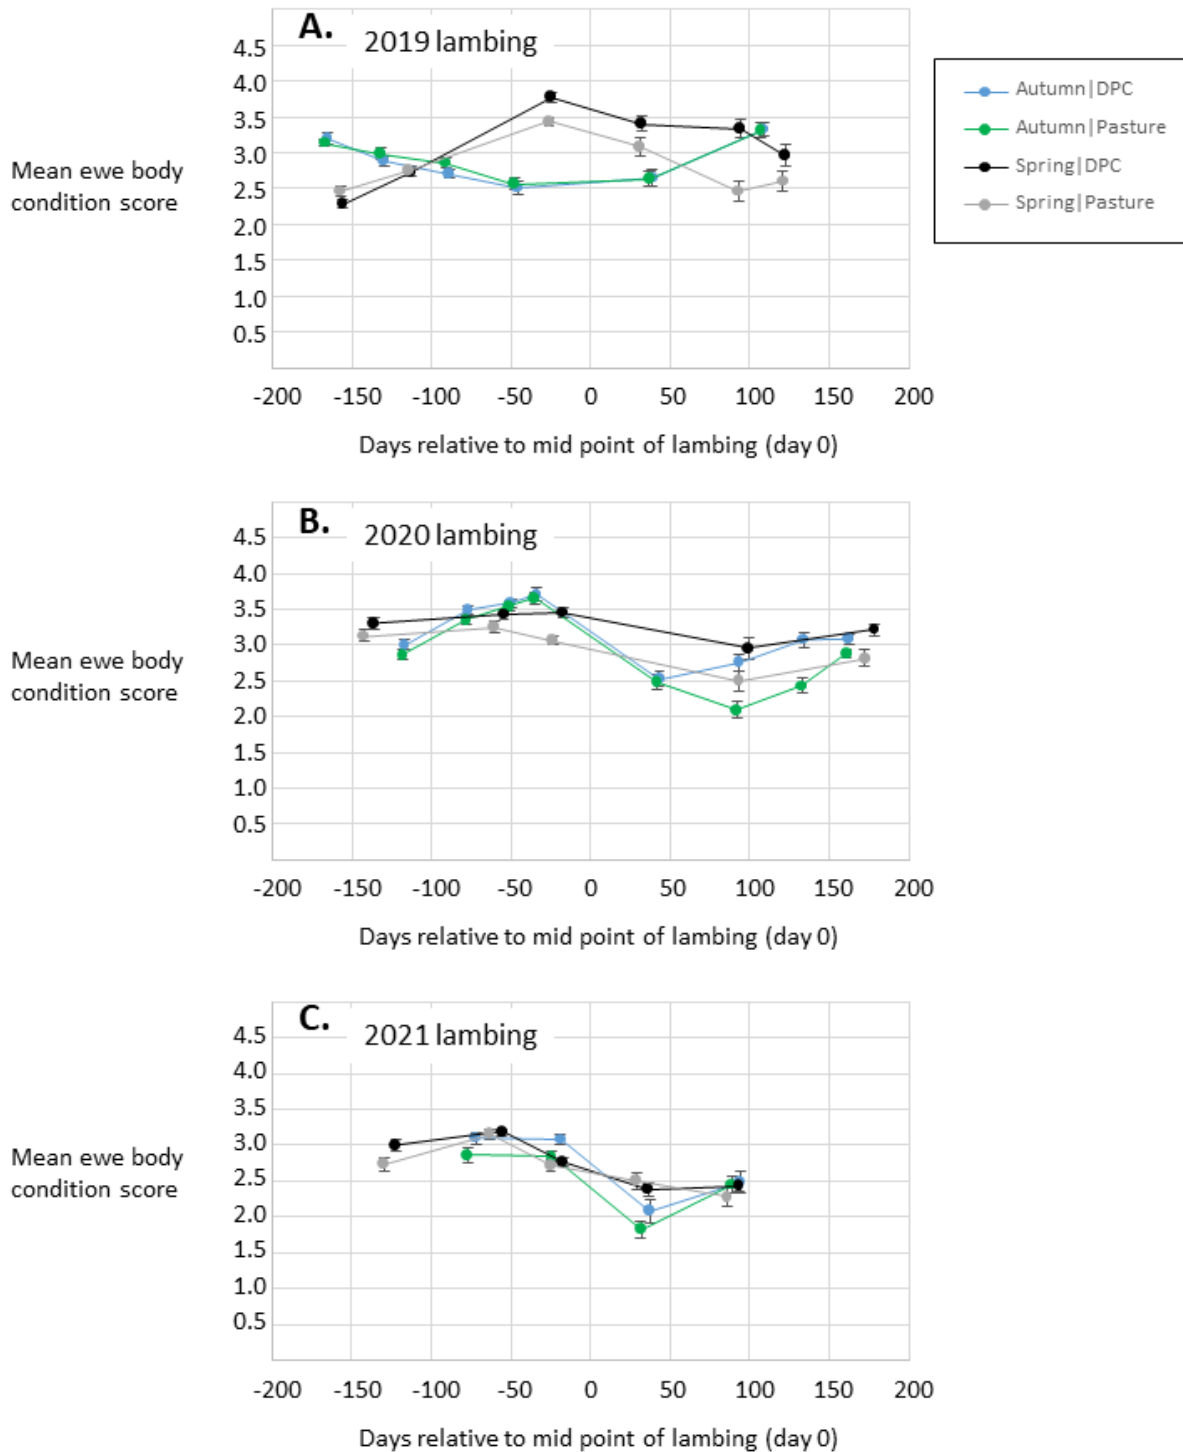 A.
2019 lambing
4.5
4.0
3.5
3.0
2.5
2.0
1.5
1.0
0.5
Mean ewe body
condition score
-200 -150 -100 -50 0 50 100 150 200
Days relative to mid point of lambing (day 0)
Autumn|DPC
Autumn|Pasture
Spring|DPC
Spring|Pasture
B.
2020 lambing
4.5
4.0
3.5
3.0
2.5
2.0
1.5
1.0
0.5
Mean ewe body
condition score
-200 -150 -100 -50 0 50 100 150 200
Days relative to mid point of lambing (day 0)
C.
2021 lambing
4.5
4.0
3.5
3.0
2.5
2.0
1.5
1.0
0.5
Mean ewe body
condition score
-200 -150 -100 -50 0 50 100 150 200
Days relative to mid point of lambing (day 0)